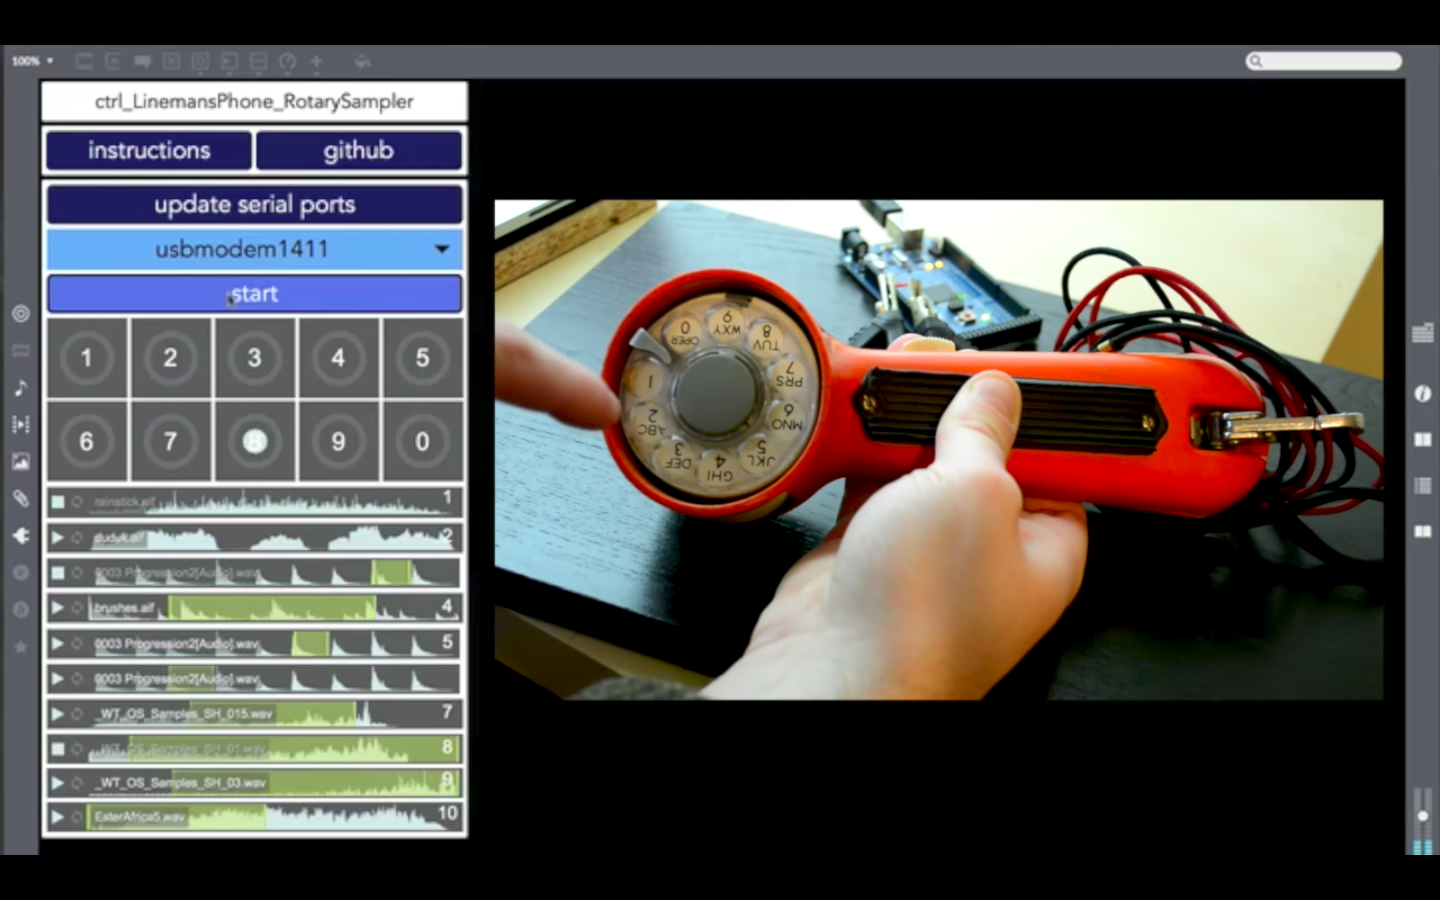 100%
ctrl_LinemansPhone_RotarySampler
instructions github
update serial ports
usbmodem1411
start
1 2 3 4 5
6 7 8 9 0
rainstick.aif 1
duduk.aif 2
0003 Progression2[Audio].wav
brushes.aif 4
0003 Progression2[Audio].wav 5
0003 Progression2[Audio].wav
_WT_OS_Samples_SH_015.wav 7
_WT_OS_Samples_SH_01.wav 8
_WT_OS_Samples_SH_03.wav 9
EsterAfrica5.wav 10
1
ABC 2
DEF 3
GHI 4
JKL 5
MNO 6
PRS 7
TUV 8
WXY 9
OPER 0